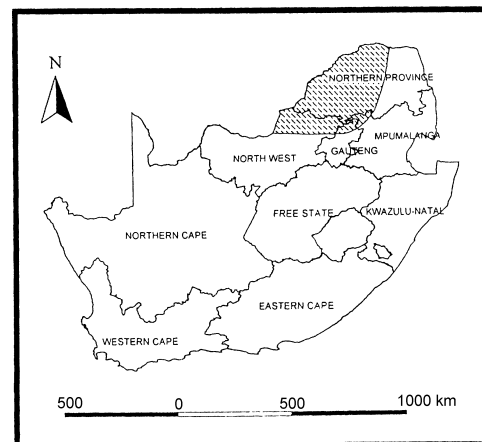 N
NORTHERN PROVINCE
MPUMALANGA
GAUTENG
NORTH WEST
FREE STATE
KWAZULU-NATAL
NORTHERN CAPE
EASTERN CAPE
WESTERN CAPE
500 0 500 1000 km